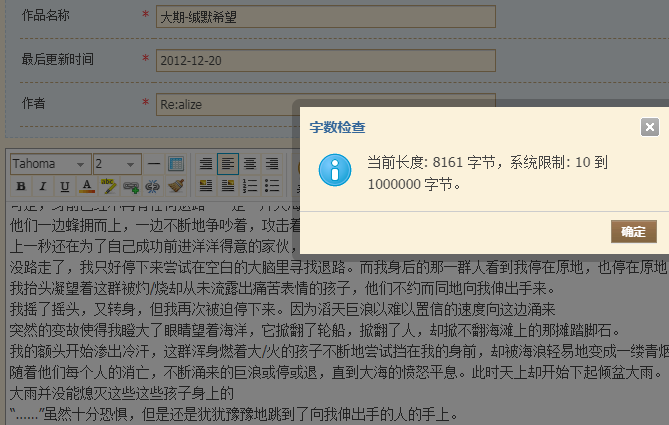 作品名称 * 大期-缄默希望
最后更新时间 * 2012-12-20
作者 * Re:alize
字数检查
当前长度: 8161 字节，系统限制: 10 到
1000000 字节。
确定
Tahoma 2
B I U A
他们一边蜂拥而上，一边不断地争吵着，攻击着
上一秒还在为了自己成功前进洋洋得意的家伙，
没路走了，我只好停下来尝试在空白的大脑里寻找退路。而我身后的那一群人看到我停在原地，也停在原地
我抬头凝望着这群被灼/烧却从未流露出痛苦表情的孩子，他们不约而同地向我伸出手来。
我摇了摇头，又转身，但我再次被迫停下来。因为滔天巨浪以难以置信的速度向这边涌来
突然的变故使得我瞪大了眼睛望着海洋，它掀翻了轮船，掀翻了人，却掀不翻海滩上的那摊踏脚石。
我的额头开始渗出冷汗，这群浑身燃着大/火的孩子不断地尝试挡在我的身前，却被海浪轻易地变成一缕青烟
随着他们每个人的消亡，不断涌来的巨浪或停或退，直到大海的愤怒平息。此时天上却开始下起倾盆大雨。
大雨并没能熄灭这些这些孩子身上的
“……”虽然十分恐惧，但是还是犹犹豫豫地跳到了向我伸出手的人的手上。